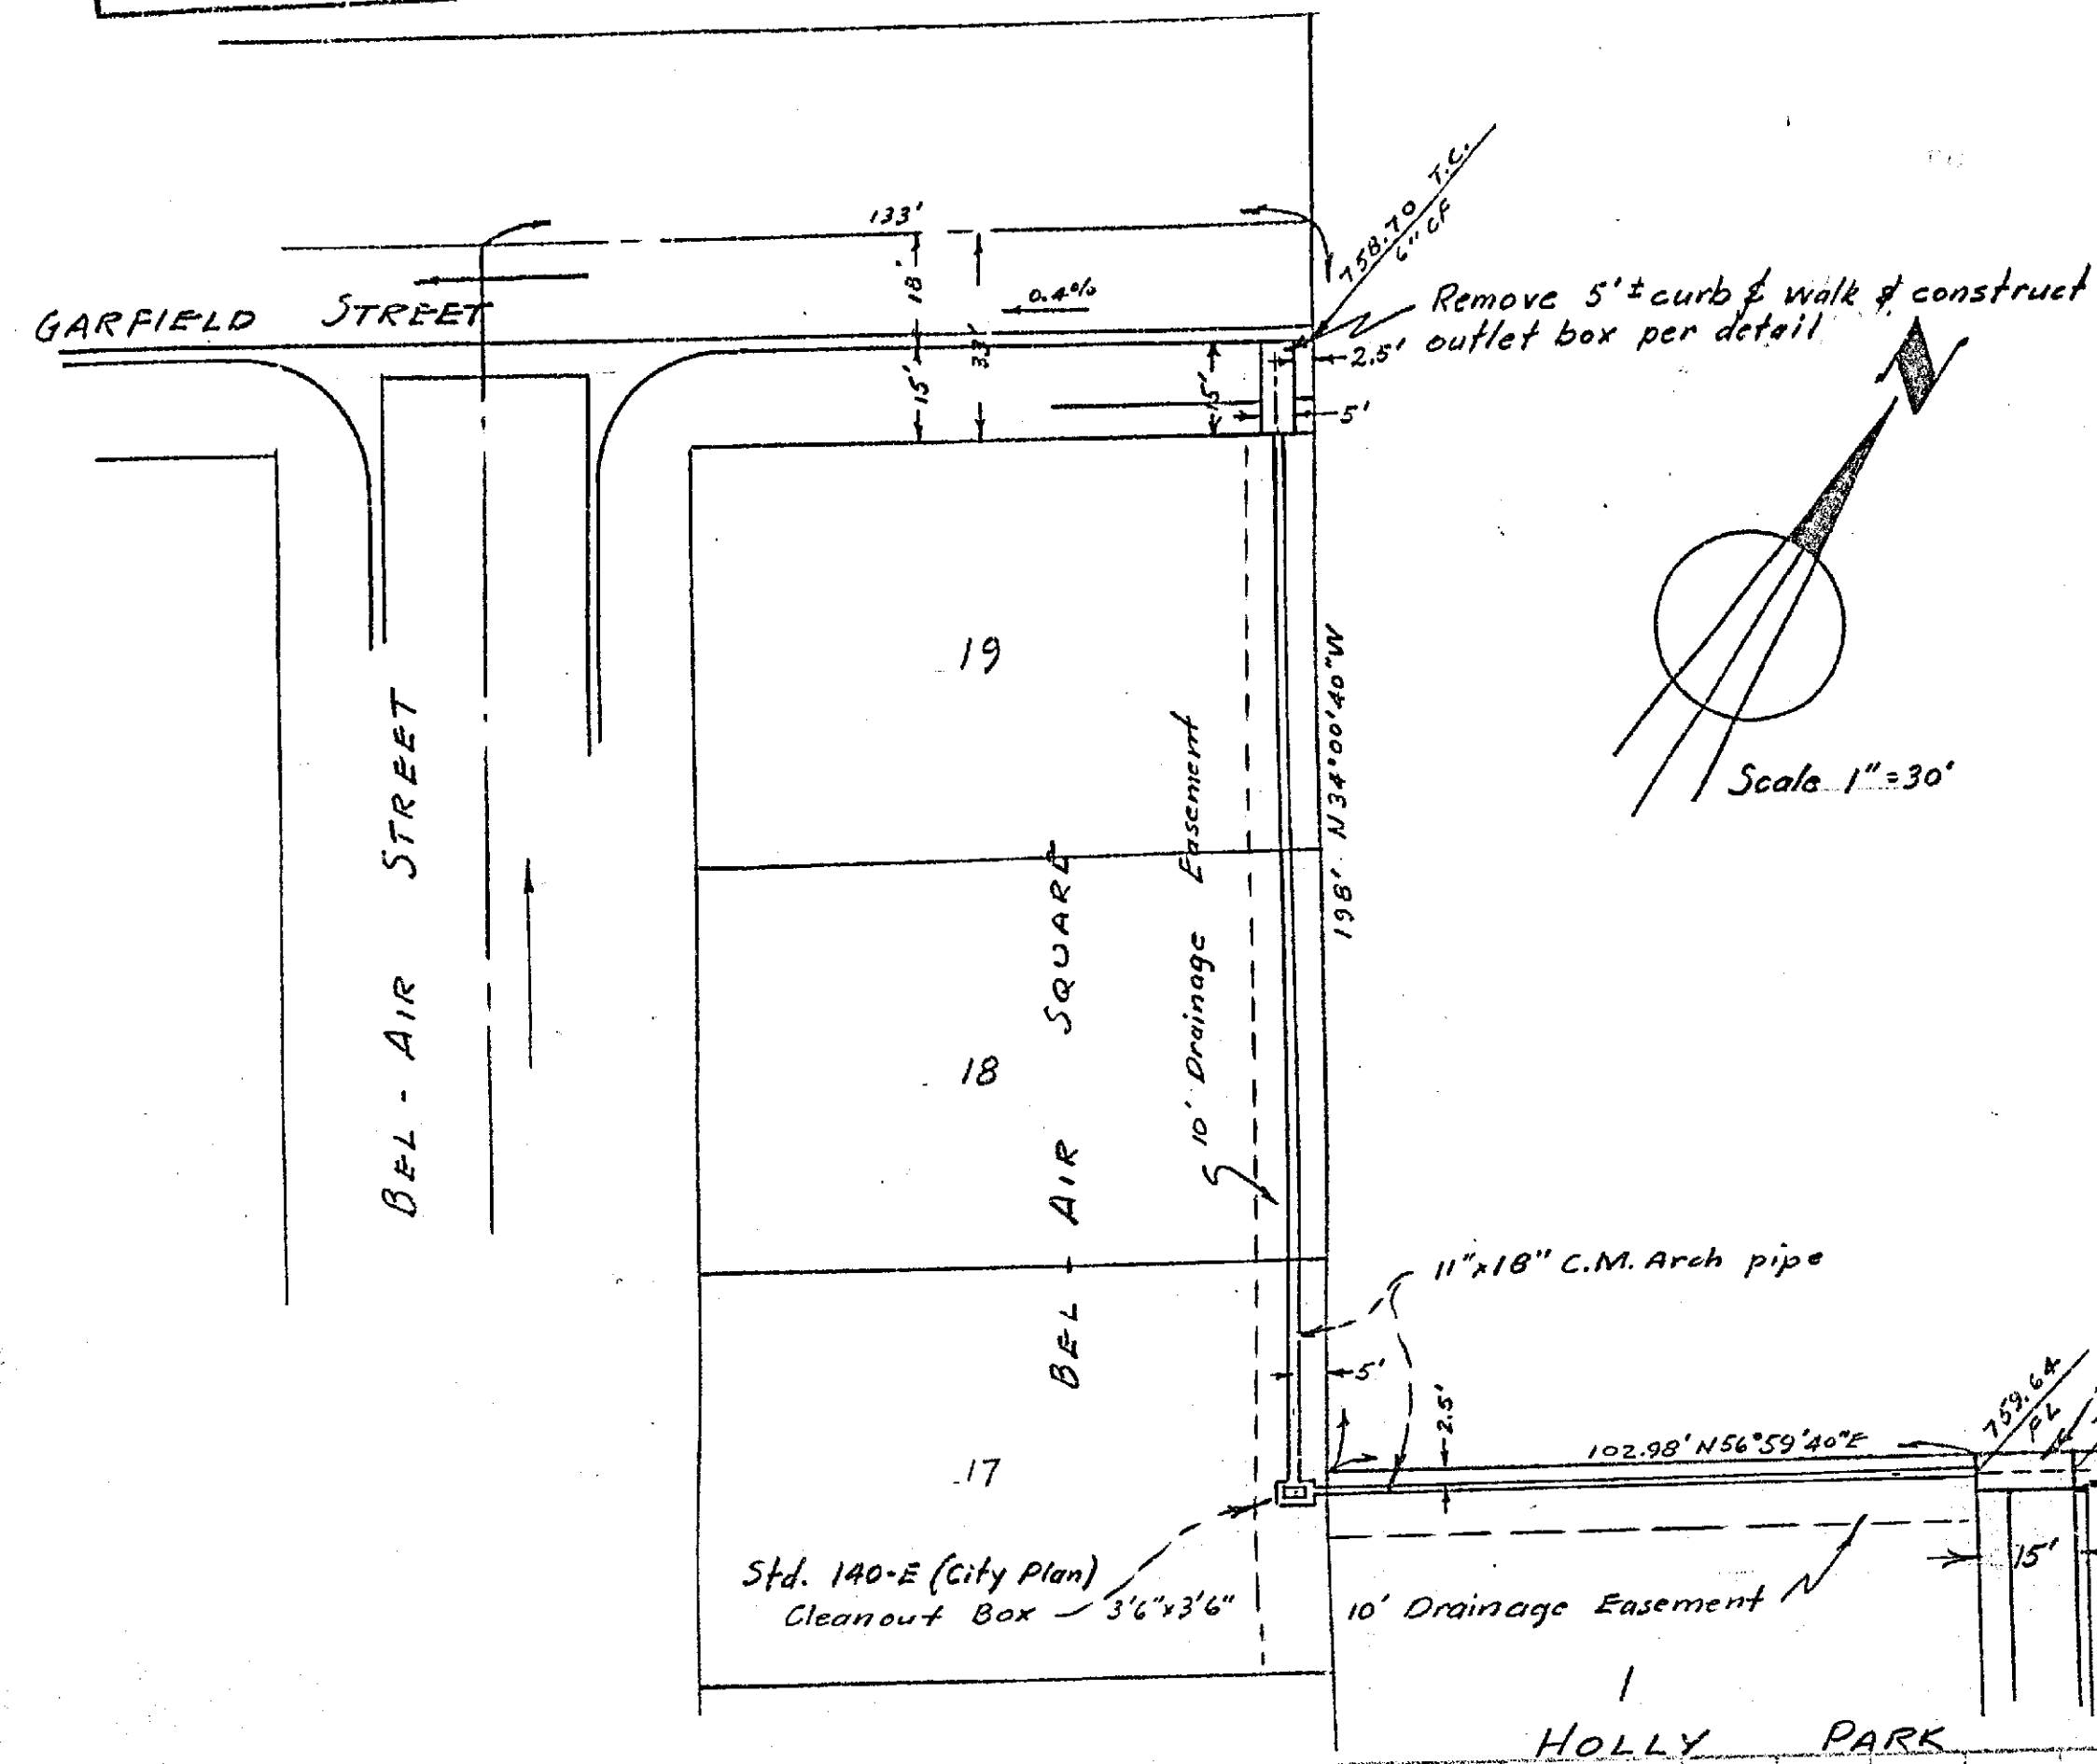 133'
18'
33'
0.4%
758.70 T.C.
6" CF
GARFIELD STREET
Remove 5'± curb & walk & construct
outlet box per detail
2.5'
15'
15'
5'
N
19
BEL-AIR STREET
198' N34°00'40"W
Scale 1"=30'
10' Drainage Easement
BEL AIR SQUARE
18
11"x18" C.M. Arch pipe
5'
2.5'
102.98' N56°59'40"E
759.64
FL
17
Std. 140-E (City Plan)
Cleanout Box 3'6"x3'6"
10' Drainage Easement
15'
1
HOLLY PARK